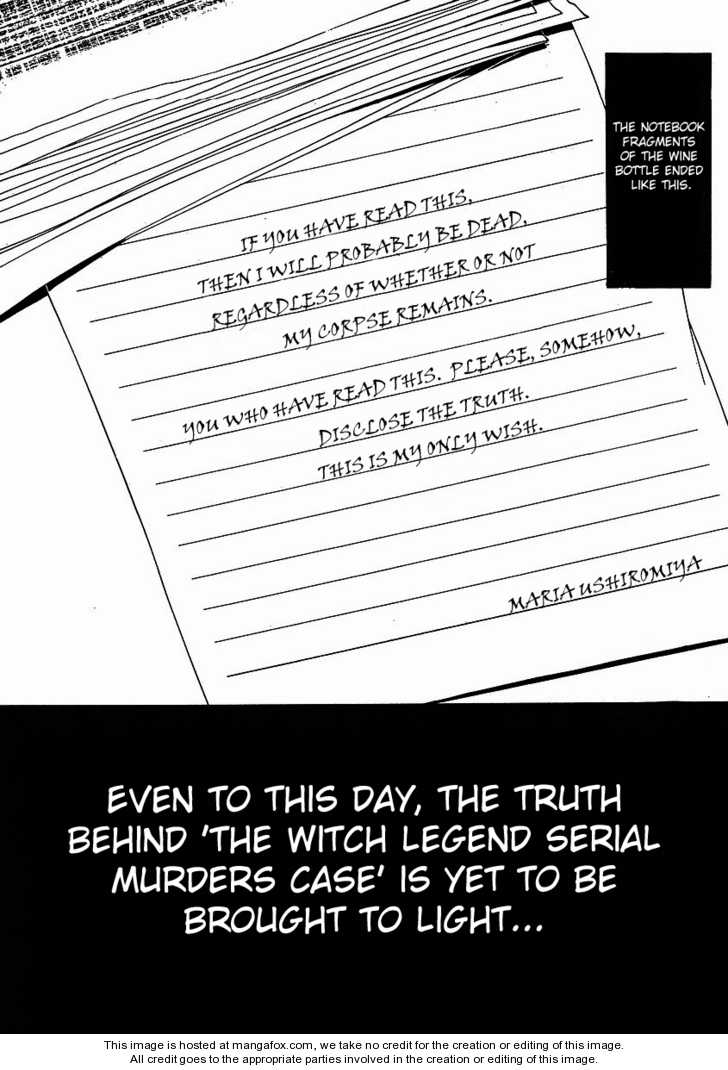 THE NOTEBOOK
FRAGMENTS
OF THE WINE
BOTTLE ENDED
LIKE THIS.
IF YOU HAVE READ THIS,
THEN I WILL PROBABLY BE DEAD,
REGARDLESS OF WHETHER OR NOT
MY CORPSE REMAINS.
YOU WHO HAVE READ THIS. PLEASE, SOMEHOW,
DISCLOSE THE TRUTH.
THIS IS MY ONLY WISH.
MARIA USHIROMIYA
EVEN TO THIS DAY, THE TRUTH
BEHIND 'THE WITCH LEGEND SERIAL
MURDERS CASE' IS YET TO BE
BROUGHT TO LIGHT...
This image is hosted at mangafox.com, we take no credit for the creation or editing of this image.
All credit goes to the appropriate parties involved in the creation or editing of this image.